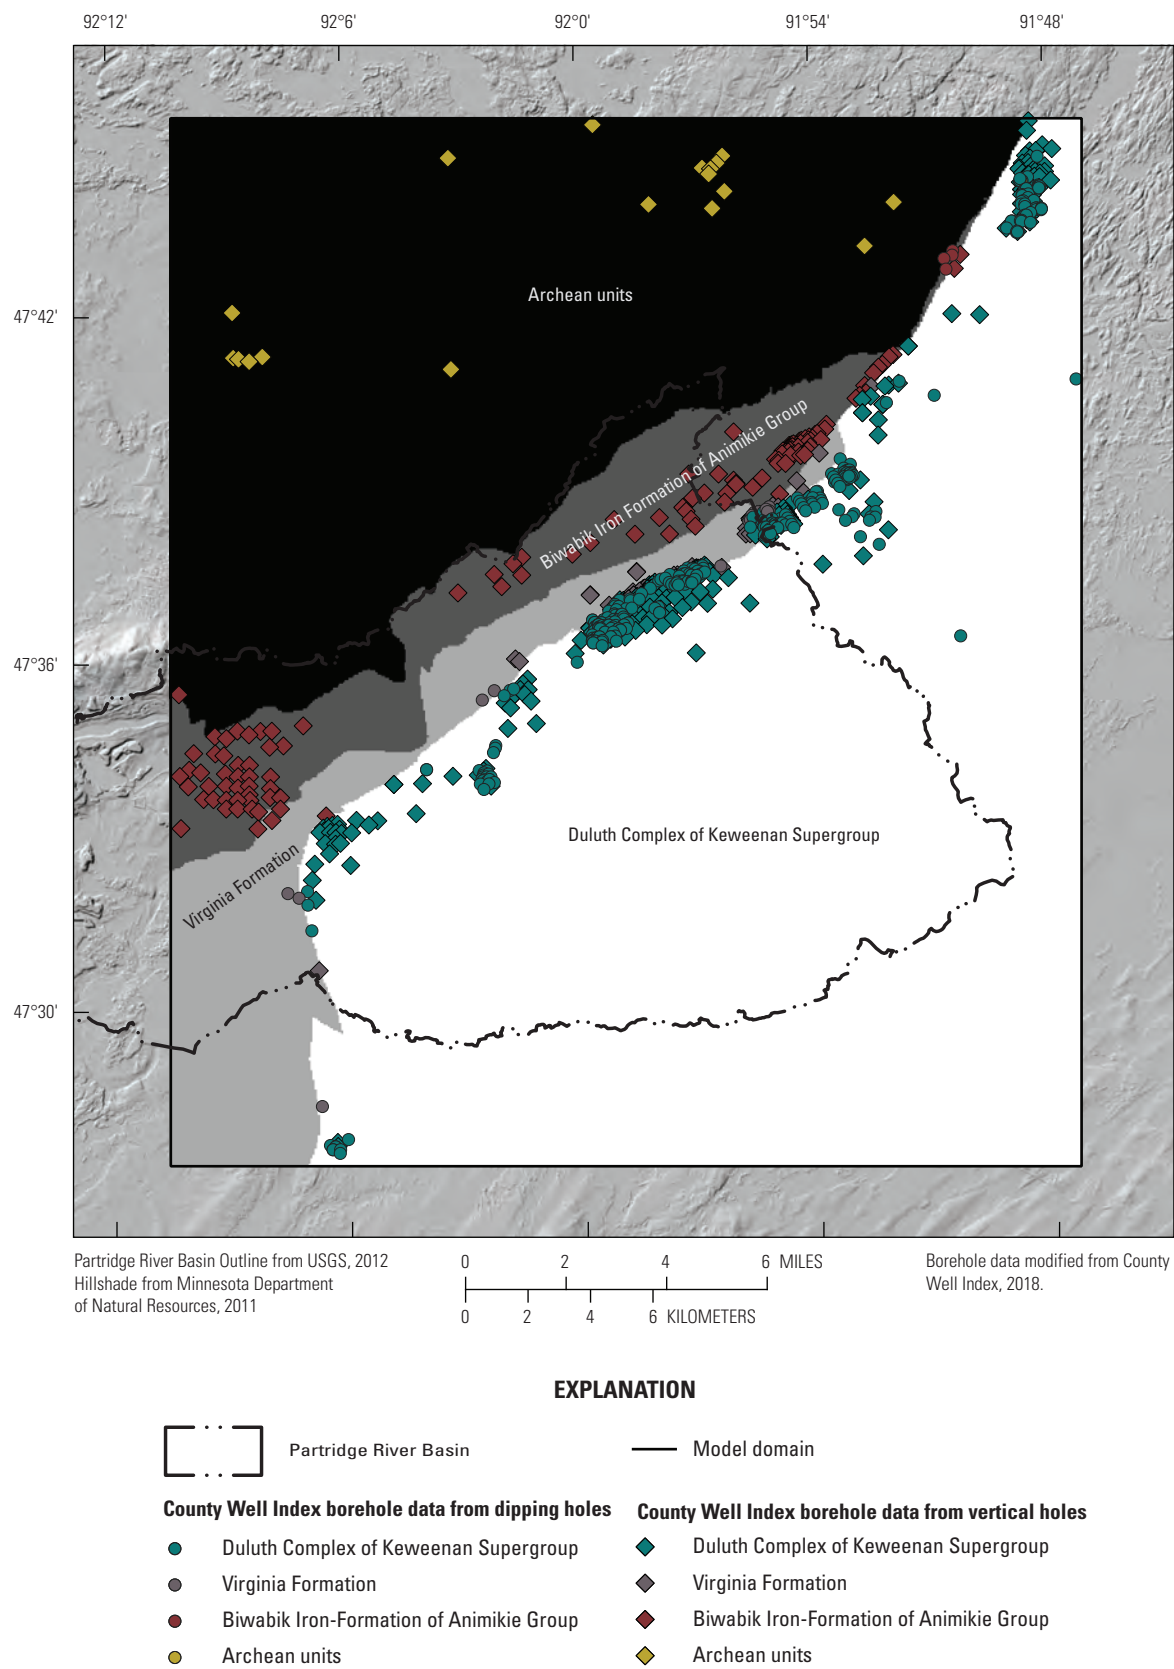 92°12' 92°6' 92°0' 91°54' 91°48'
Archean units
47°42'
Biwabik Iron Formation of Animikie Group
47°36'
Duluth Complex of Keweenan Supergroup
Virginia Formation
47°30'
Partridge River Basin Outline from USGS, 2012
Hillshade from Minnesota Department
of Natural Resources, 2011
0 2 4 6 MILES
0 2 4 6 KILOMETERS
Borehole data modified from County
Well Index, 2018.
EXPLANATION
Partridge River Basin
Model domain
County Well Index borehole data from dipping holes
Duluth Complex of Keweenan Supergroup
Virginia Formation
Biwabik Iron-Formation of Animikie Group
Archean units
County Well Index borehole data from vertical holes
Duluth Complex of Keweenan Supergroup
Virginia Formation
Biwabik Iron-Formation of Animikie Group
Archean units